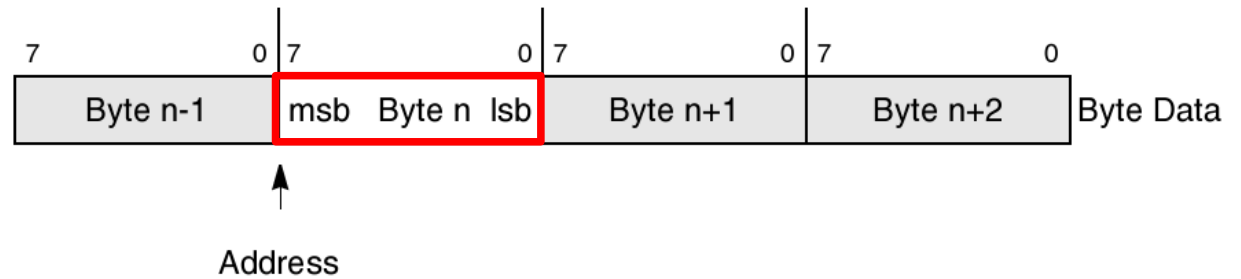 7 0 7 0 7 0 7 0
Byte n-1 msb Byte n lsb Byte n+1 Byte n+2 Byte Data
Address